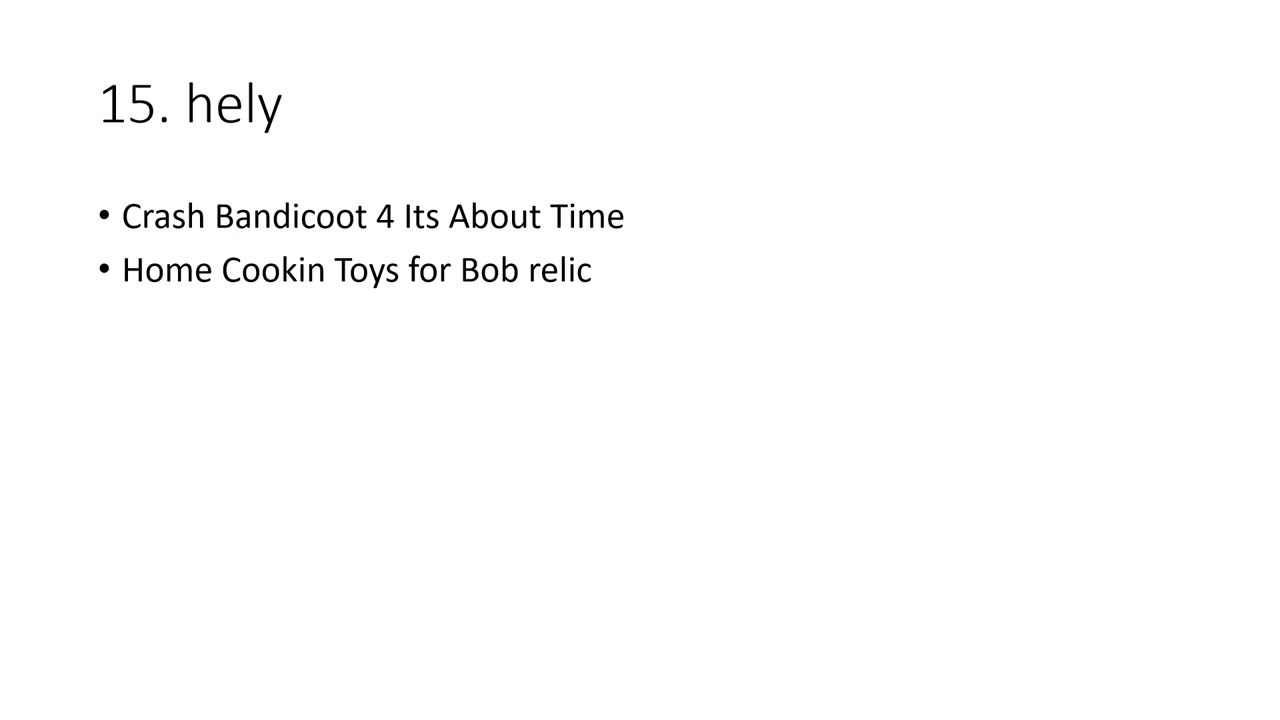 15. hely
• Crash Bandicoot 4 Its About Time
• Home Cookin Toys for Bob relic